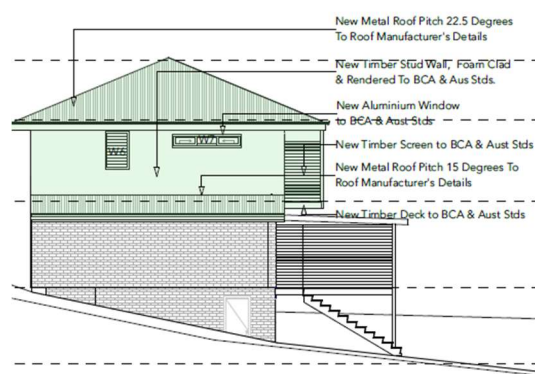 New Metal Roof Pitch 22.5 Degrees
To Roof Manufacturer's Details
New Timber Stud Wall, Foam Clad
& Rendered To BCA & Aus Stds.
New Aluminium Window
to BCA & Aust Stds
W6
W7
New Timber Screen to BCA & Aust Stds
New Metal Roof Pitch 15 Degrees To
Roof Manufacturer's Details
New Timber Deck to BCA & Aust Stds